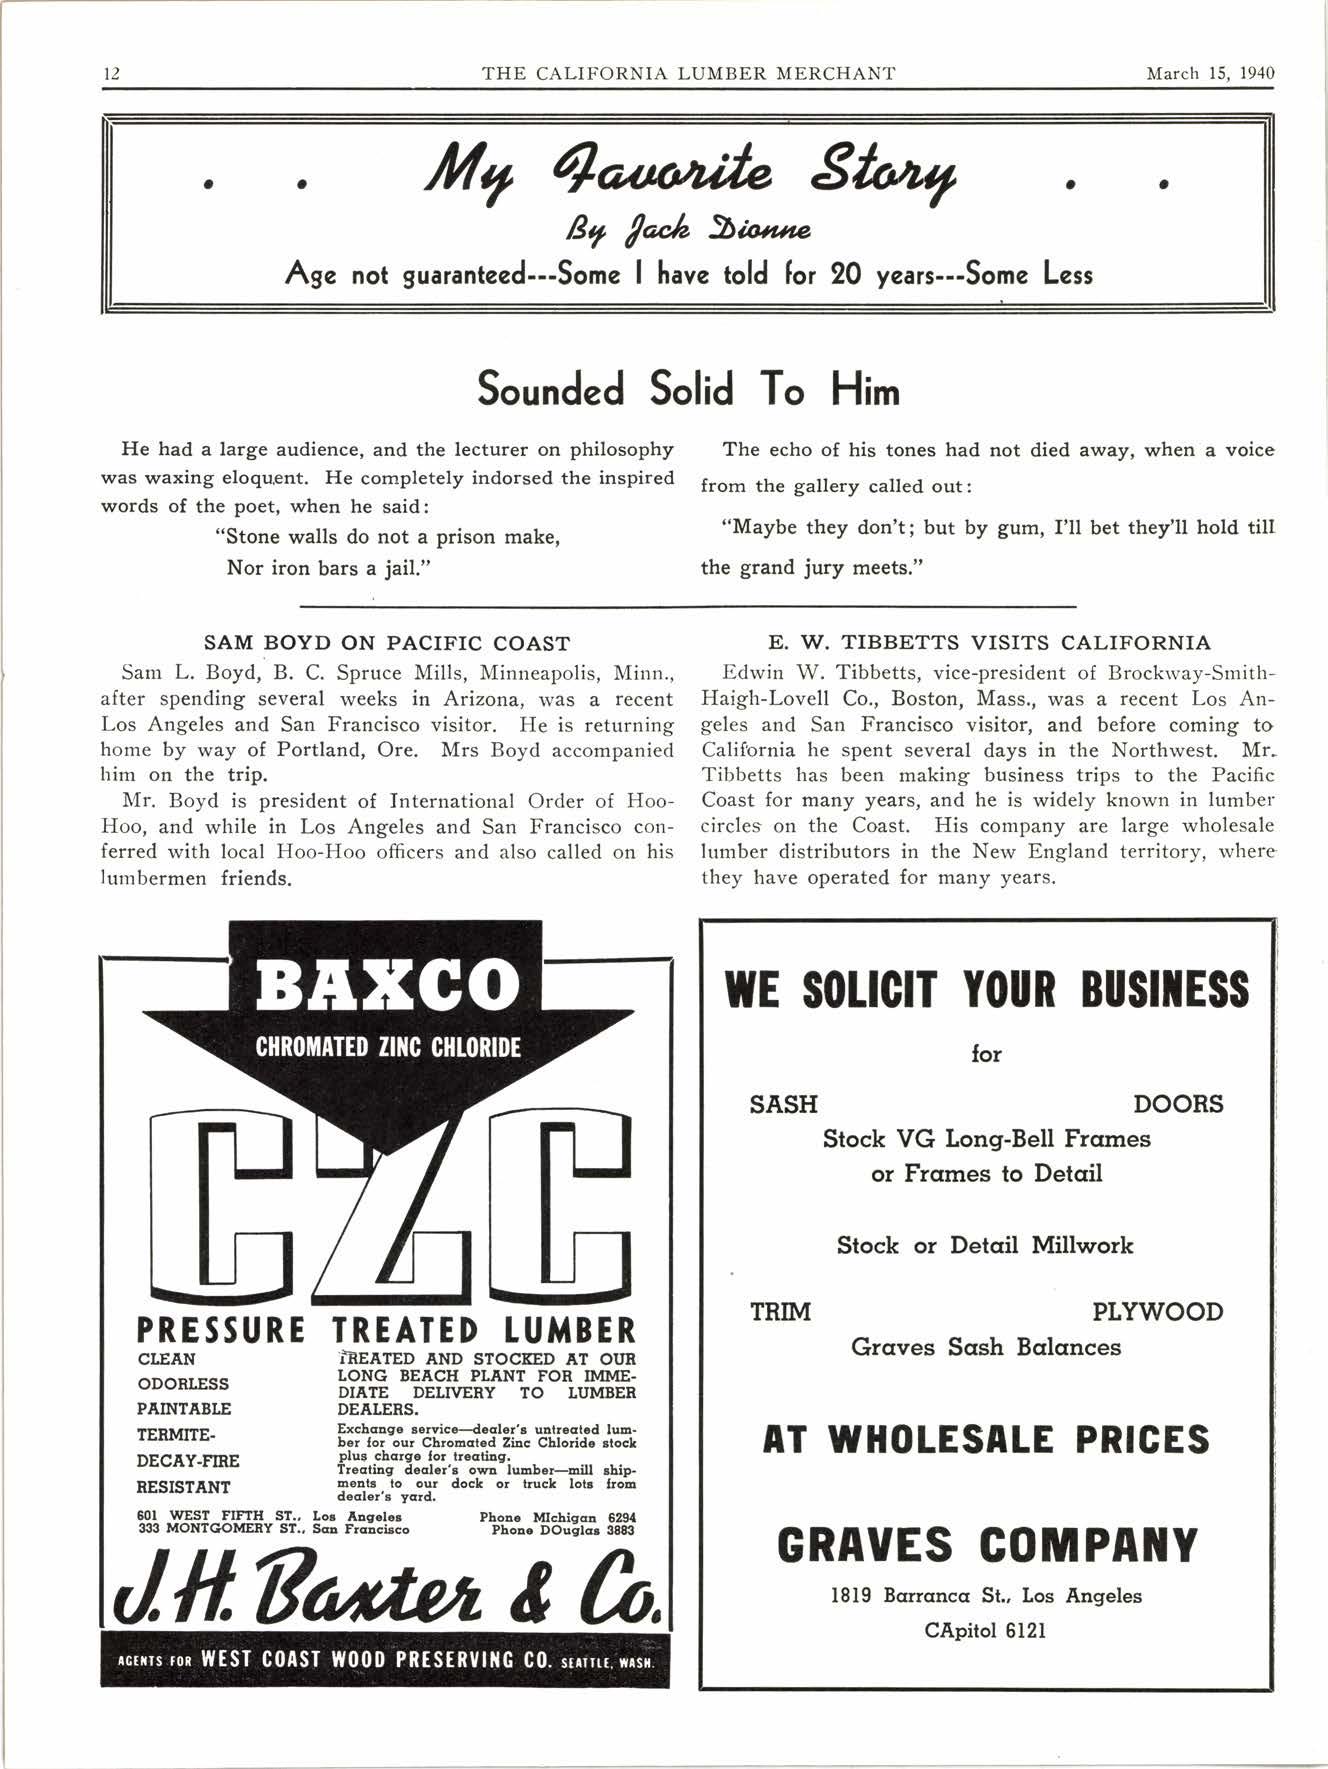 12
THE CALIFORNIA LUMBER MERCHANT
March 15, 1940
. . My Favorite Story . .
By Jack Dionne
Age not guaranteed---Some I have told for 20 years---Some Less
Sounded Solid To Him
He had a large audience, and the lecturer on philosophy
was waxing eloquent. He completely indorsed the inspired
words of the poet, when he said:
"Stone walls do not a prison make,
Nor iron bars a jail."
The echo of his tones had not died away, when a voice
from the gallery called out:
"Maybe they don't; but by gum, I'll bet they'll hold till
the grand jury meets."
SAM BOYD ON PACIFIC COAST
Sam L. Boyd, B. C. Spruce Mills, Minneapolis, Minn.,
after spending several weeks in Arizona, was a recent
Los Angeles and San Francisco visitor. He is returning
home by way of Portland, Ore. Mrs Boyd accompanied
him on the trip.
Mr. Boyd is president of International Order of Hoo-
Hoo, and while in Los Angeles and San Francisco con-
ferred with local Hoo-Hoo officers and also called on his
lumbermen friends.
E. W. TIBBETTS VISITS CALIFORNIA
Edwin W. Tibbetts, vice-president of Brockway-Smith-
Haigh-Lovell Co., Boston, Mass., was a recent Los An-
geles and San Francisco visitor, and before coming to
California he spent several days in the Northwest. Mr.
Tibbetts has been making business trips to the Pacific
Coast for many years, and he is widely known in lumber
circles on the Coast. His company are large wholesale
lumber distributors in the New England territory, where
they have operated for many years.
BAXCO
CHROMATED ZINC CHLORIDE
CZC
PRESSURE TREATED LUMBER
CLEAN
ODORLESS
PAINTABLE
TERMITE-
DECAY-FIRE
RESISTANT
TREATED AND STOCKED AT OUR
LONG BEACH PLANT FOR IMME-
DIATE DELIVERY TO LUMBER
DEALERS.
Exchange service—dealer's untreated lum-
ber for our Chromated Zinc Chloride stock
plus charge for treating.
Treating dealer's own lumber—mill ship-
ments to our dock or truck lots from
dealer's yard.
601 WEST FIFTH ST., Los Angeles Phone MIchigan 6294
333 MONTGOMERY ST., San Francisco Phone DOuglas 3883
J. H. Baxter & Co.
AGENTS FOR WEST COAST WOOD PRESERVING CO. SEATTLE, WASH.
WE SOLICIT YOUR BUSINESS
for
SASH DOORS
Stock VG Long-Bell Frames
or Frames to Detail
Stock or Detail Millwork
TRIM PLYWOOD
Graves Sash Balances
AT WHOLESALE PRICES
GRAVES COMPANY
1819 Barranca St., Los Angeles
CApitol 6121